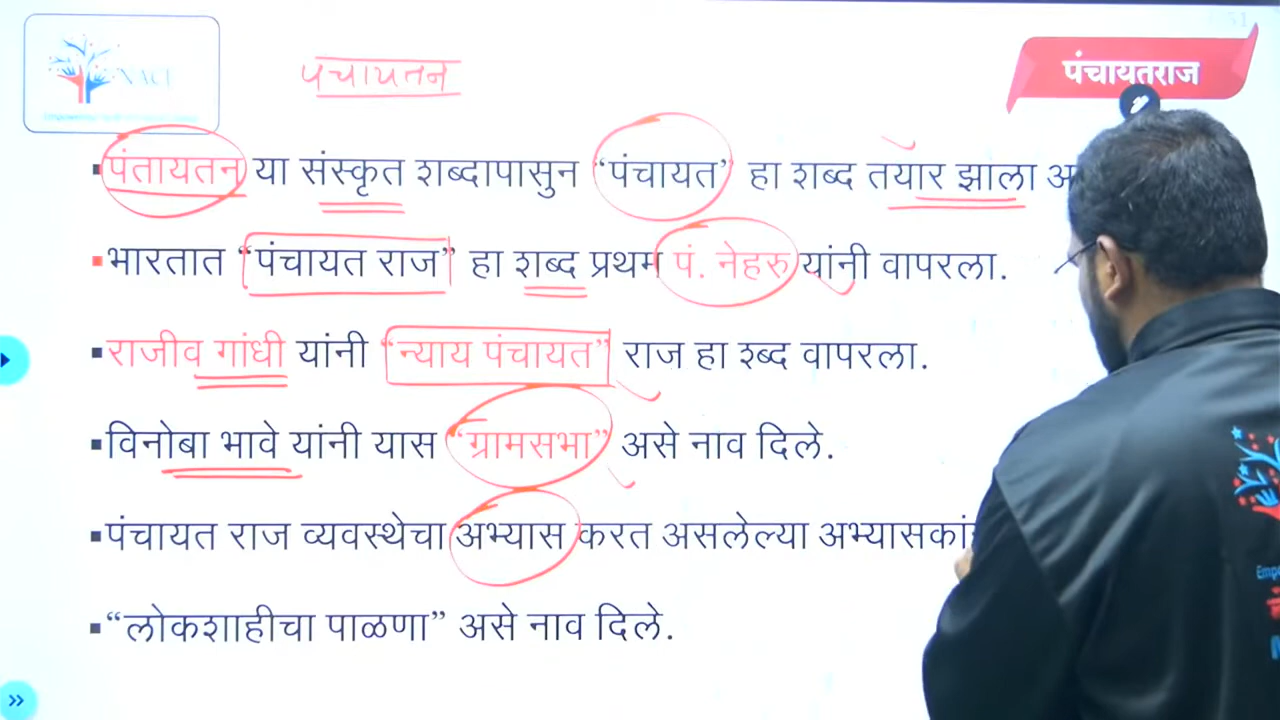 पंचायतन
पंचायतराज
▪पंतायतन या संस्कृत शब्दापासुन “पंचायत” हा शब्द तयार झाला
▪भारतात “पंचायत राज” हा शब्द प्रथम पं. नेहरु यांनी वापरला.
▪राजीव गांधी यांनी “न्याय पंचायत” राज हा श्ब्द वापरला.
▪विनोबा भावे यांनी यास “ग्रामसभा” असे नाव दिले.
▪पंचायत राज व्यवस्थेचा अभ्यास करत असलेल्या
▪“लोकशाहीचा पाळणा” असे नाव दिले.